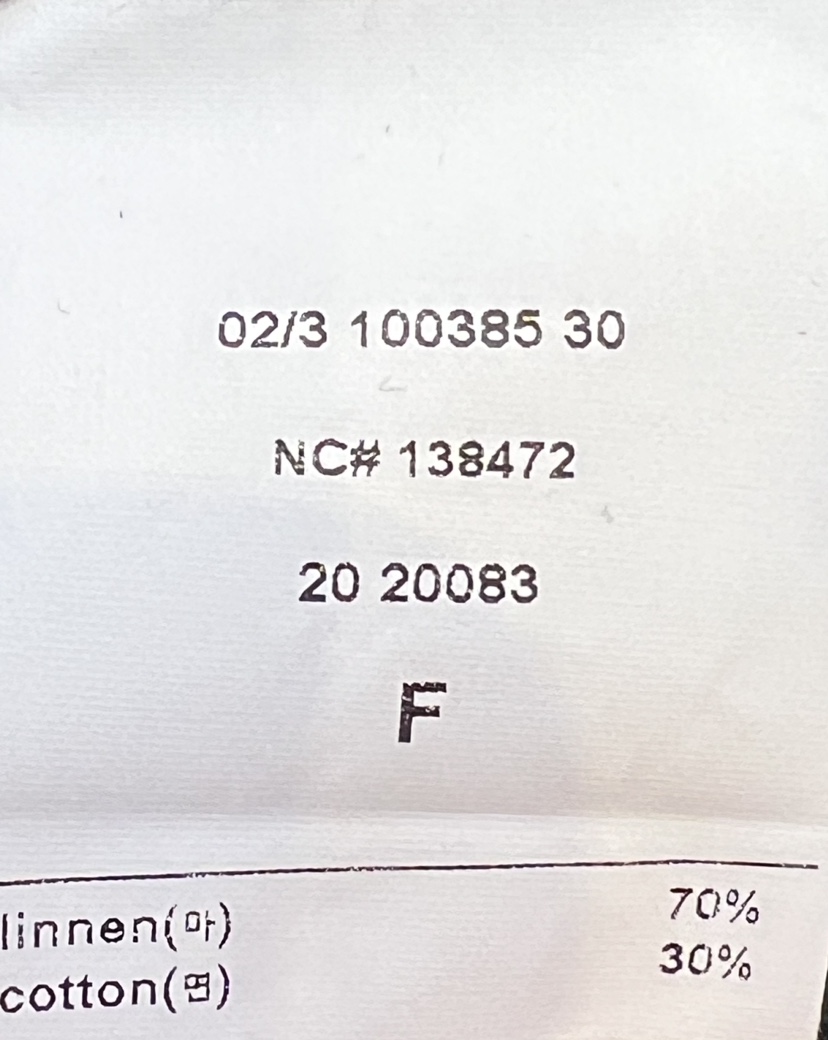 02/3 100385 30
NC# 138472
20 20083
F
linnen(마) 70%
cotton(면) 30%